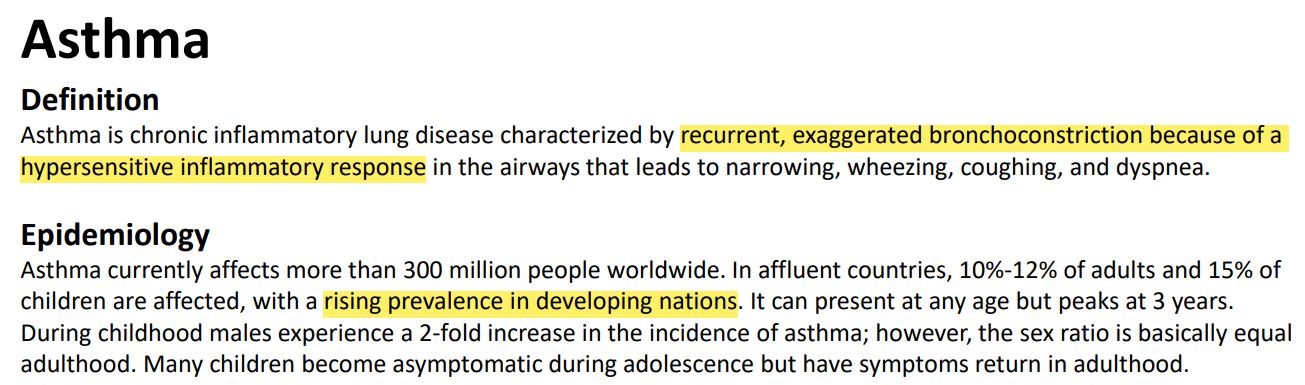 Asthma
Definition
Asthma is chronic inflammatory lung disease characterized by recurrent, exaggerated bronchoconstriction because of a
hypersensitive inflammatory response in the airways that leads to narrowing, wheezing, coughing, and dyspnea.
Epidemiology
Asthma currently affects more than 300 million people worldwide. In affluent countries, 10%-12% of adults and 15% of
children are affected, with a rising prevalence in developing nations. It can present at any age but peaks at 3 years.
During childhood males experience a 2-fold increase in the incidence of asthma; however, the sex ratio is basically equal
adulthood. Many children become asymptomatic during adolescence but have symptoms return in adulthood.